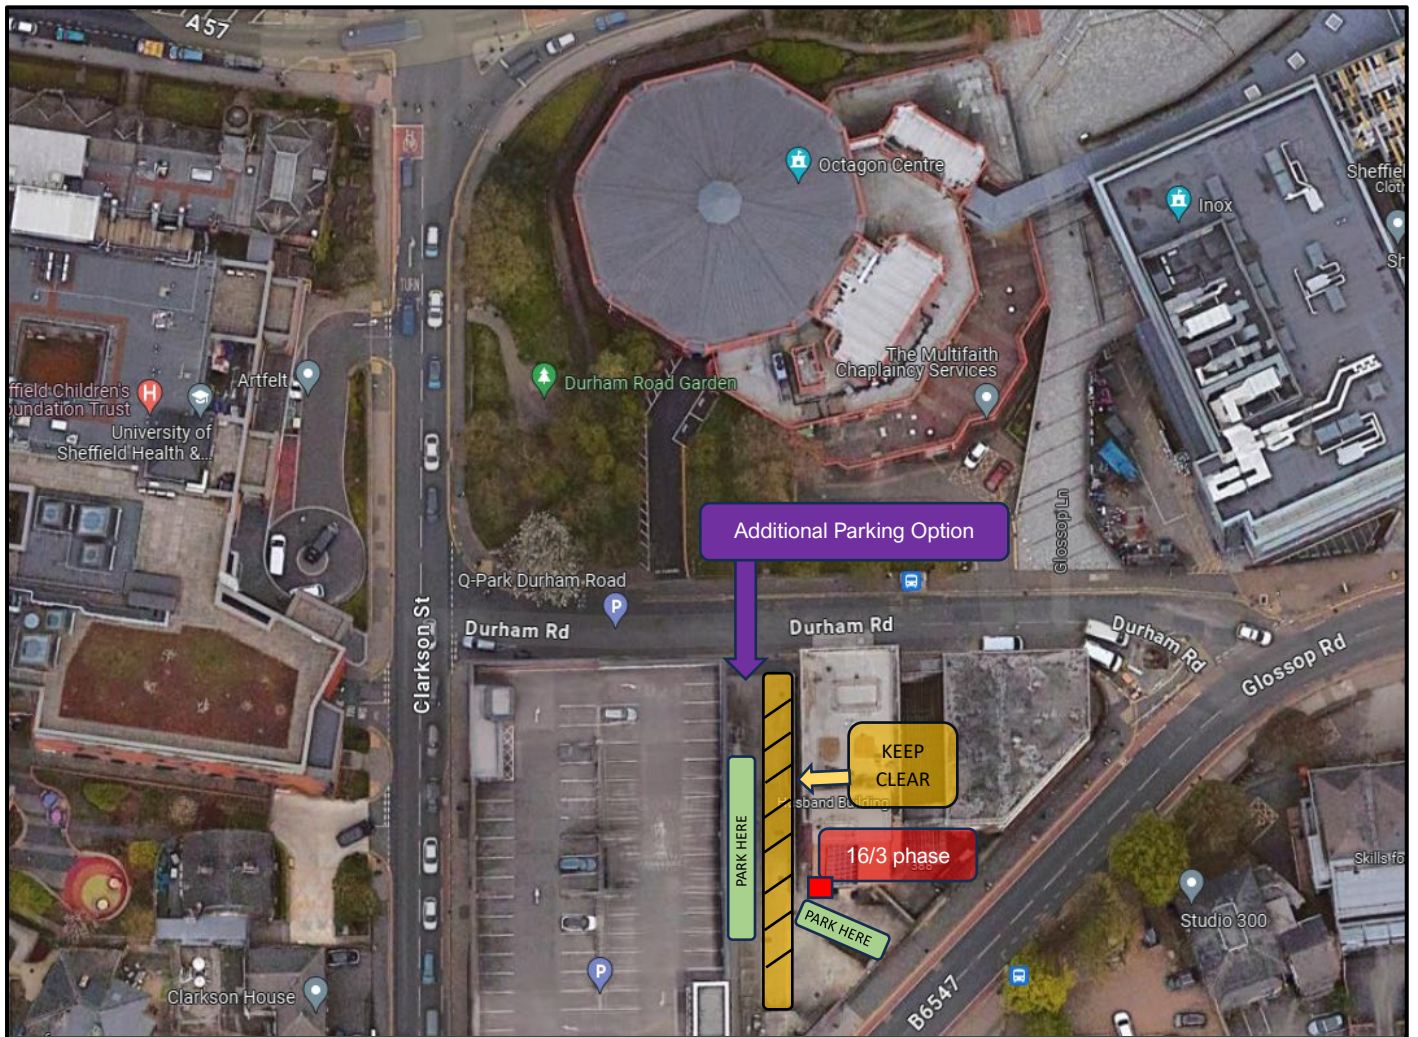 A57
Octagon Centre
Inox
Sheffiel
Clot
Sh
TURN
The Multifaith
Chaplaincy Services
Artfelt
Durham Road Garden
ffield Children's
oundation Trust
H
University of
Sheffield Health &...
Additional Parking Option
Glossop Ln
Q-Park Durham Road
P
Clarkson St
Durham Rd
Durham Rd
Durham Rd
Glossop Rd
KEEP
CLEAR
PARK HERE
usband Building
16/3 phase
Skills fo
PARK HERE
Studio 300
P
Clarkson House
B6547